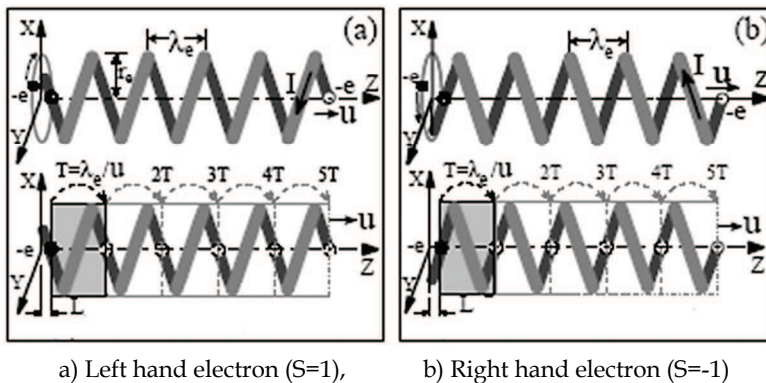 X (a)
λe
re
I
-e
-e Z
u
Y
X T=λe/u 2T 3T 4T 5T
u
-e
Z
Y
L
X (b)
λe
I u
-e
Z
-e
Y
X T=λe/u 2T 3T 4T 5T
u
-e
Z
Y
L
a) Left hand electron (S=1), b) Right hand electron (S=-1)